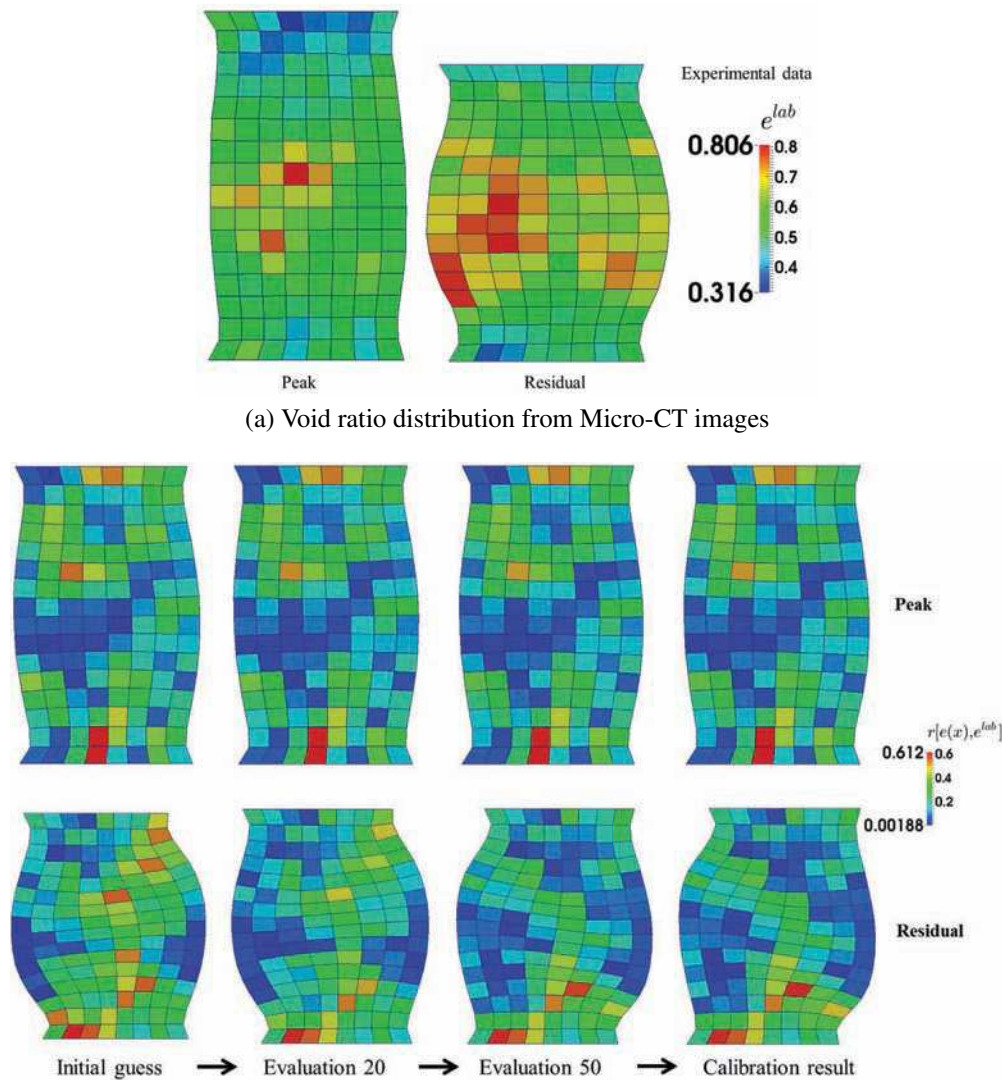 Experimental data
e^{lab}
0.806
0.8
0.7
0.6
0.5
0.4
0.316
Peak
Residual
(a) Void ratio distribution from Micro-CT images
Peak
r[e(x),e^{lab}]
0.612
0.6
0.4
0.2
0.00188
Residual
Initial guess → Evaluation 20 → Evaluation 50 → Calibration result